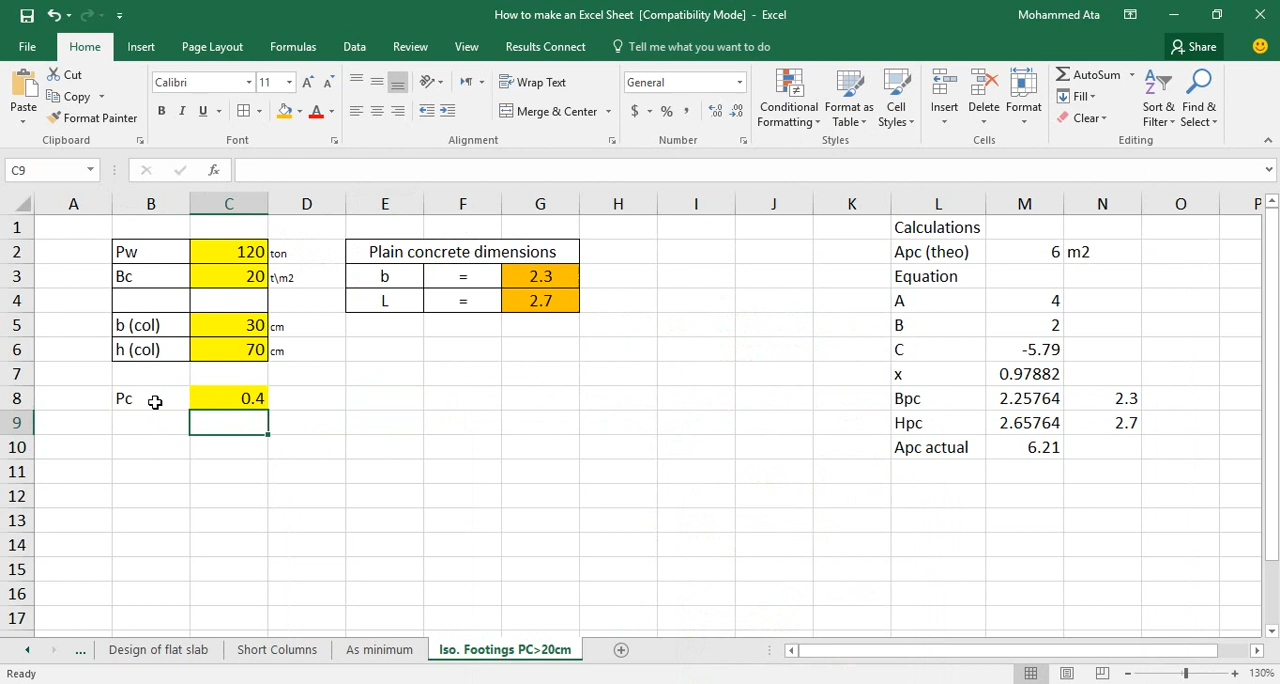 How to make an Excel Sheet [Compatibility Mode] - Excel
Mohammed Ata
File Home Insert Page Layout Formulas Data Review View Results Connect Tell me what you want to do Share
Paste
Cut
Copy
Format Painter
Clipboard
Calibri 11
B I U
Font
Wrap Text
Merge & Center
Alignment
General
$ % ,
Number
Conditional Formatting
Format as Table
Cell Styles
Styles
Insert Delete Format
Cells
AutoSum
Fill
Clear
Sort & Filter
Find & Select
Editing
C9 fx
A B C D E F G H I J K L M N O P
1 Calculations
2 Pw 120 ton Plain concrete dimensions Apc (theo) 6 m2
3 Bc 20 t\m2 b = 2.3 Equation
4 L = 2.7 A 4
5 b (col) 30 cm B 2
6 h (col) 70 cm C -5.79
7 x 0.97882
8 Pc 0.4 Bpc 2.25764 2.3
9 Hpc 2.65764 2.7
10 Apc actual 6.21
11
12
13
14
15
16
17
... Design of flat slab Short Columns As minimum Iso. Footings PC>20cm
Ready 130%